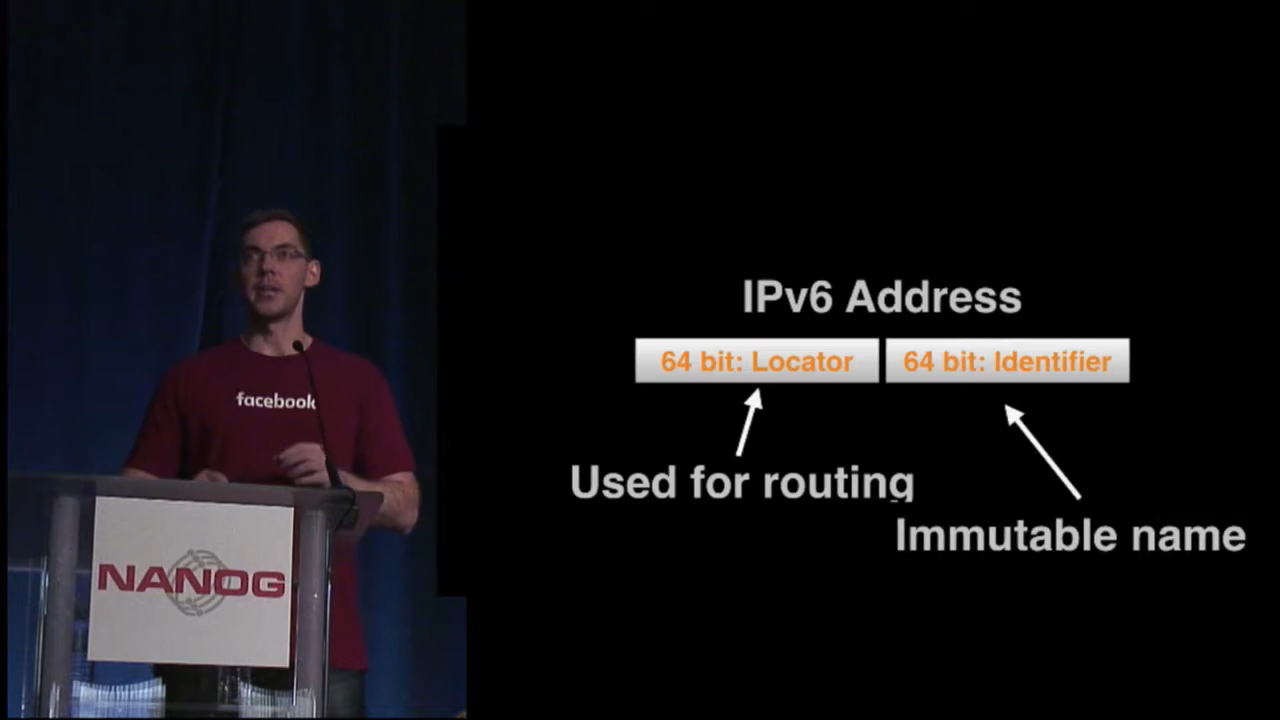 facebook
NANOG
IPv6 Address
64 bit: Locator
64 bit: Identifier
Used for routing
Immutable name